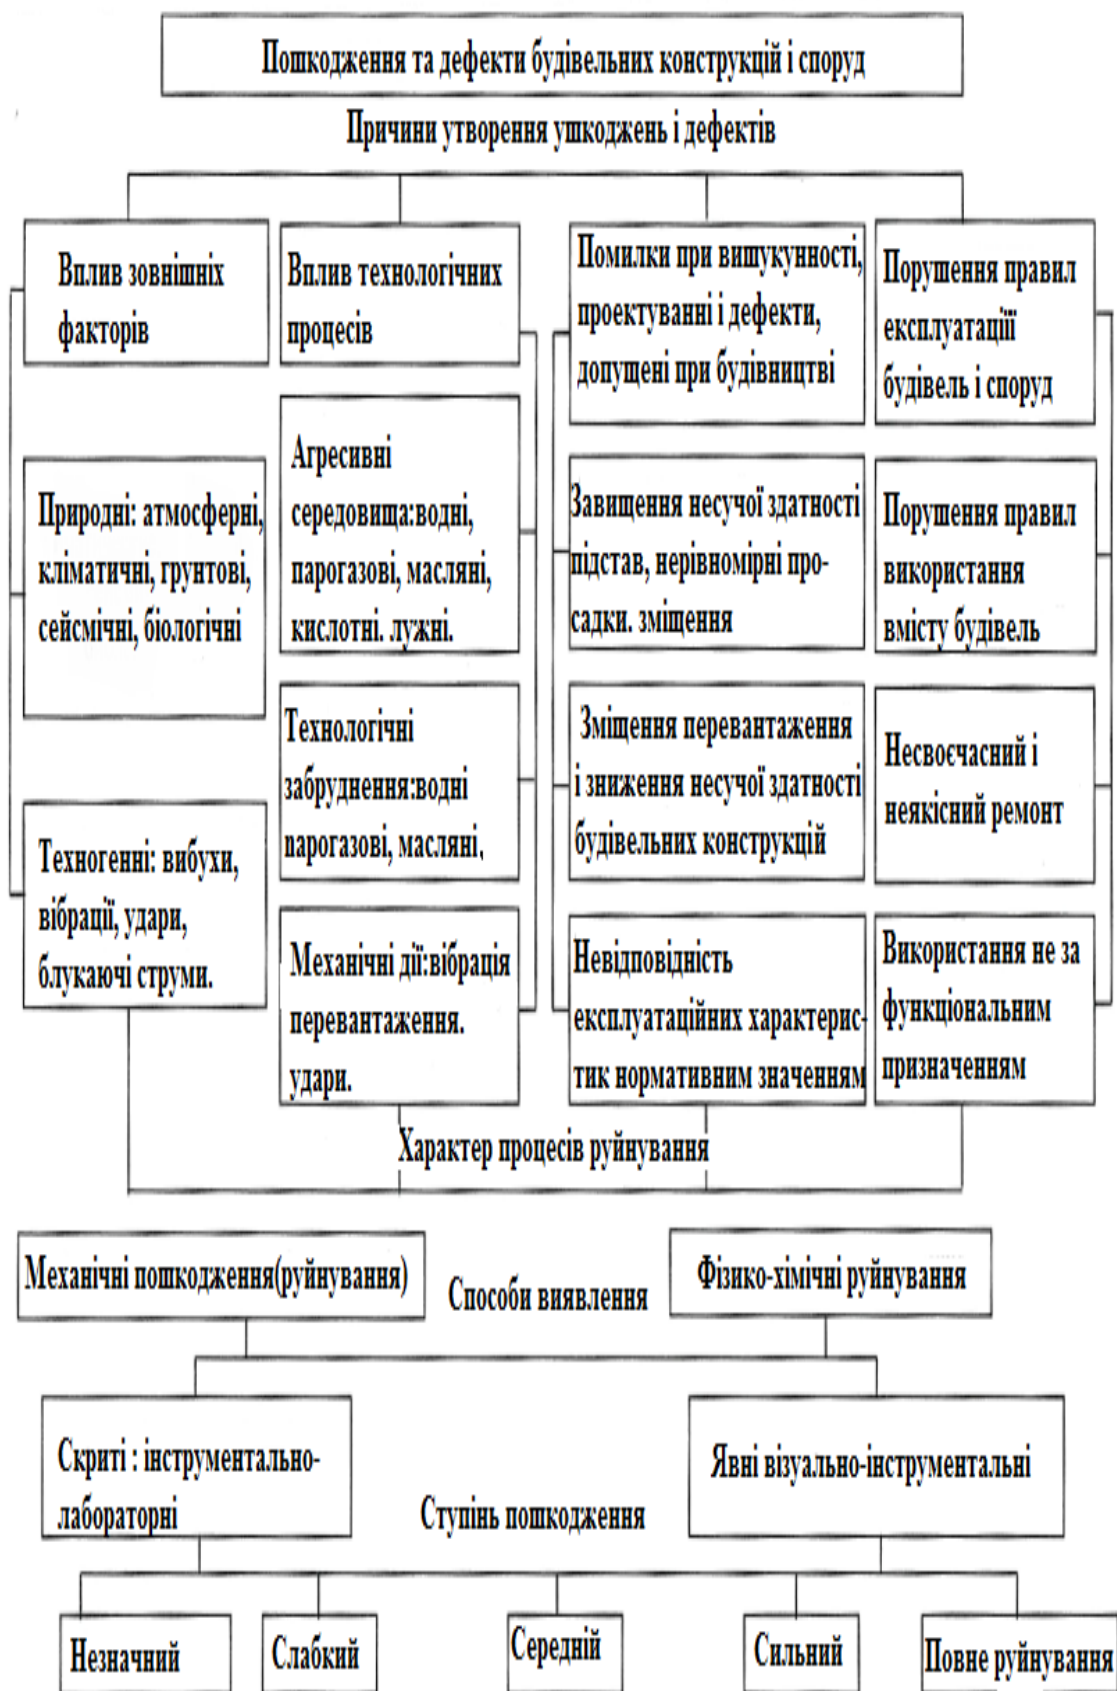 Пошкодження та дефекти будівельних конструкцій і споруд
Причини утворення ушкоджень і дефектів
Вплив зовнішніх
факторів
Природні: атмосферні,
кліматичні, грунтові,
сейсмічні, біологічні
Техногенні: вибухи,
вібрації, удари,
блукаючі струми.
Вплив технологічних
процесів
Агресивні
середовища:водні,
парогазові, масляні,
кислотні. лужні.
Технологічні
забруднення:водні
парогазові, масляні.
Механічні дії:вібрація
перевантаження.
удари.
Помилки при вишукунності,
проектуванні і дефекти,
допущені при будівництві
Завищення несучої здатності
підстав, нерівномірні про-
садки. зміщення
Зміщення перевантаження
і зниження несучої здатності
будівельних конструкцій
Невідповідність
експлуатаційних характерис-
тик нормативним значенням
Порушення правил
експлуатаціїї
будівель і споруд
Порушення правил
використання
вмісту будівель
Несвоєчасний і
неякісний ремонт
Використання не за
функціональним
призначенням
Характер процесів руйнування
Механічні пошкодження(руйнування)
Фізико-хімічні руйнування
Способи виявлення
Скриті : інструментально-
лабораторні
Явні візуально-інструментальні
Ступінь пошкодження
Незначний
Слабкий
Середній
Сильний
Повне руйнування